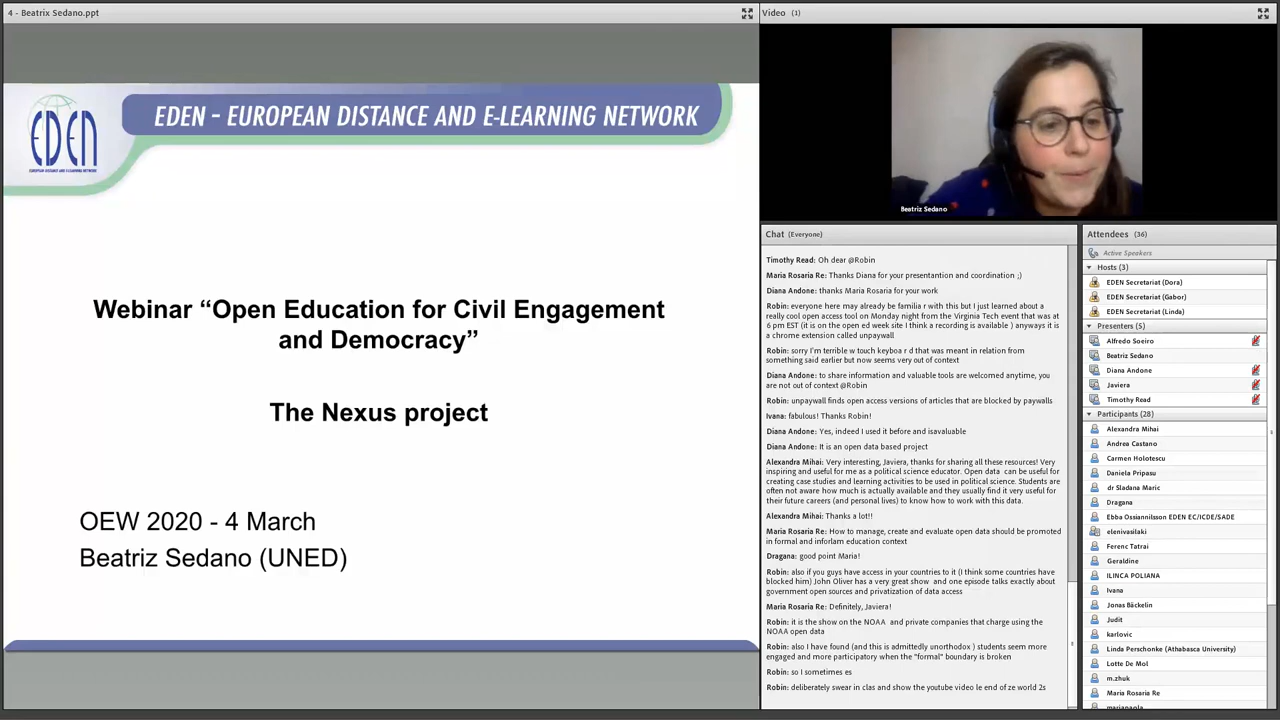 4 - Beatrix Sedano.ppt
EDEN
EUROPEAN DISTANCE AND E-LEARNING NETWORK
EDEN - EUROPEAN DISTANCE AND E-LEARNING NETWORK
Webinar “Open Education for Civil Engagement
and Democracy”
The Nexus project
OEW 2020 - 4 March
Beatriz Sedano (UNED)
Video (1)
Beatriz Sedano
Chat (Everyone)
Timothy Read: Oh dear @Robin
Maria Rosaria Re: Thanks Diana for your presentantion and coordination ;)
Diana Andone: thanks Maria Rosaria for your work
Robin: everyone here may already be familia r with this but I just learned about a
really cool open access tool on Monday night from the Virginia Tech event that was at
6 pm EST (it is on the open ed week site I think a recording is available ) anyways it is
a chrome extension called unpaywall
Robin: sorry I'm terrible w touch keyboa r d that was meant in relation from
something said earlier but now seems very out of context
Diana Andone: to share information and valuable tools are welcomed anytime, you
are not out of context @Robin
Robin: unpaywall finds open access versions of articles that are blocked by paywalls
Ivana: fabulous! Thanks Robin!
Diana Andone: Yes, indeed I used it before and isavaluable
Diana Andone: It is an open data based project
Alexandra Mihai: Very interesting, Javiera, thanks for sharing all these resources! Very
inspiring and useful for me as a political science educator. Open data can be useful for
creating case studies and learning activities to be used in political science. Students are
often not aware how much is actually available and they usually find it very useful for
their future careers (and personal lives) to know how to work with this data.
Alexandra Mihai: Thanks a lot!!
Maria Rosaria Re: How to manage, create and evaluate open data should be promoted
in formal and inforlam education context
Dragana: good point Maria!
Robin: also if you guys have access in your countries to it (I think some countries have
blocked him) John Oliver has a very great show and one episode talks exactly about
government open sources and privatization of data access
Maria Rosaria Re: Definitely, Javiera!
Robin: it is the show on the NOAA and private companies that charge using the
NOAA open data
Robin: also I have found (and this is admittedly unorthodox ) students seem more
engaged and more participatory when the "formal" boundary is broken
Robin: so I sometimes es
Robin: deliberately swear in clas and show the youtube video le end of ze world 2s
Attendees (36)
Active Speakers
Hosts (3)
EDEN Secretariat (Dora)
EDEN Secretariat (Gabor)
EDEN Secretariat (Linda)
Presenters (5)
Alfredo Soeiro
Beatriz Sedano
Diana Andone
Javiera
Timothy Read
Participants (28)
Alexandra Mihai
Andrea Castano
Carmen Holotescu
Daniela Pripasu
dr Sladana Maric
Dragana
Ebba Ossiannilsson EDEN EC/ICDE/SADE
elenivasilaki
Ferenc Tatrai
Geraldine
ILINCA POLIANA
Ivana
Jonas Bäckelin
Judit
karlovic
Linda Perschonke (Athabasca University)
Lotte De Mol
m.zhuk
Maria Rosaria Re
mariapaola